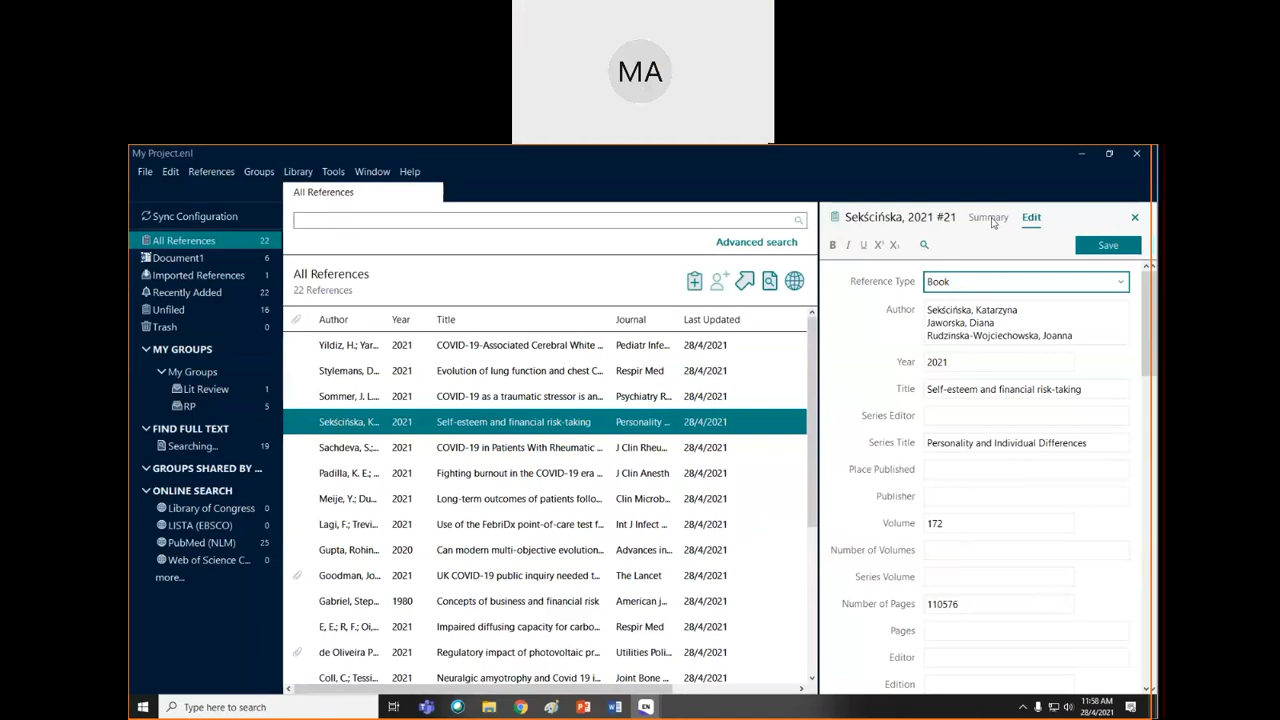 MA
My Project.enl
File Edit References Groups Library Tools Window Help
All References
Sync Configuration
All References 22
Document1 6
Imported References 0
Recently Added 22
Unfiled 16
Trash 0
MY GROUPS
My Groups
Lit Review 1
RP 5
FIND FULL TEXT
Searching... 19
GROUPS SHARED BY ...
ONLINE SEARCH
Library of Congress 0
LISTA (EBSCO) 0
PubMed (NLM) 25
Web of Science C... 0
more...
Advanced search
All References
22 References
Author Year Title Journal Last Updated
Yildiz, H.; Yar... 2021 COVID-19-Associated Cerebral White ... Pediatr Infe... 28/4/2021
Stylemans, D... 2021 Evolution of lung function and chest C... Respir Med 28/4/2021
Sommer, J. L... 2021 COVID-19 as a traumatic stressor is an... Psychiatry R... 28/4/2021
Sekścińska, K... 2021 Self-esteem and financial risk-taking Personality ... 28/4/2021
Sachdeva, S.;... 2021 COVID-19 in Patients With Rheumatic ... J Clin Rheu... 28/4/2021
Padilla, K. E.; ... 2021 Fighting burnout in the COVID-19 era ... J Clin Anesth 28/4/2021
Meije, Y.; Du... 2021 Long-term outcomes of patients follo... Clin Microb... 28/4/2021
Lagi, F.; Trevi... 2021 Use of the FebriDx point-of-care test f... Int J Infect ... 28/4/2021
Gupta, Rohin... 2020 Can modern multi-objective evolution... Advances in... 28/4/2021
Goodman, Jo... 2021 UK COVID-19 public inquiry needed t... The Lancet 28/4/2021
Gabriel, Step... 1980 Concepts of business and financial risk American j... 28/4/2021
E, E.; R, F.; Oi,... 2021 Impaired diffusing capacity for carbo... Respir Med 28/4/2021
de Oliveira P... 2021 Regulatory impact of photovoltaic pr... Utilities Poli... 28/4/2021
Coll, C.; Tessi... 2021 Neuralgic amyotrophy and Covid 19 i... Joint Bone ... 28/4/2021
Sekścińska, 2021 #21 Summary Edit
B I U X¹ X₁ Save
Reference Type Book
Author Sekścińska, Katarzyna
Jaworska, Diana
Rudzinska-Wojciechowska, Joanna
Year 2021
Title Self-esteem and financial risk-taking
Series Editor
Series Title Personality and Individual Differences
Place Published
Publisher
Volume 172
Number of Volumes
Series Volume
Number of Pages 110576
Pages
Editor
Edition
Type here to search
EN
11:58 AM
28/4/2021